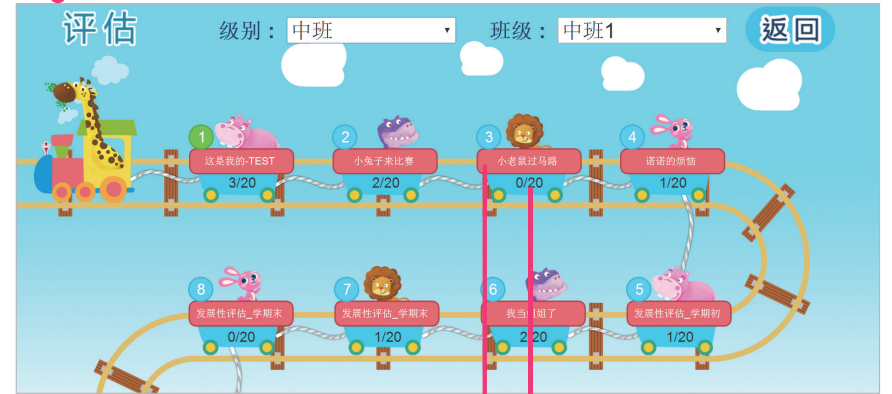 评估
级别：
中班
班级：
中班1
返回
1
这是我的-TEST
3/20
2
小兔子来比赛
2/20
3
小老鼠过马路
0/20
4
诺诺的烦恼
1/20
8
发展性评估_学期末
0/20
7
发展性评估_学期末
1/20
6
我当姐姐了
2/20
5
发展性评估_学期初
1/20